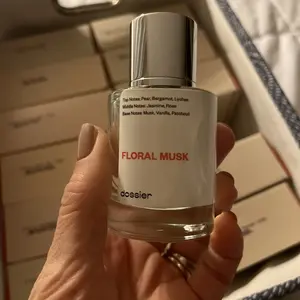 Top Notes: Pear, Bergamot, Lychee
Middle Notes: Jasmine, Rose
Base Notes: Musk, Vanilla, Patchouli
FLORAL MUSK
dossier